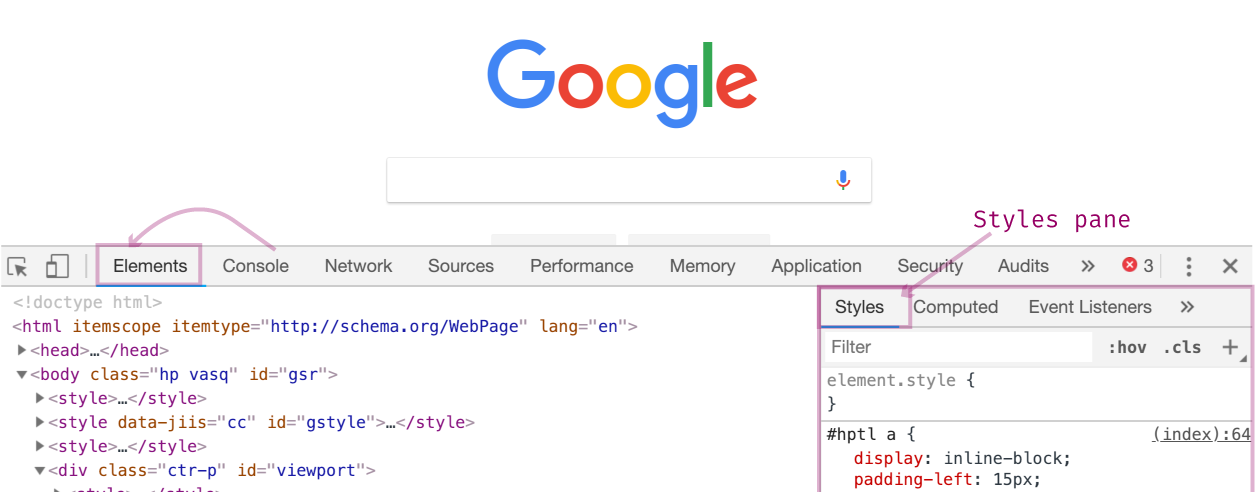 Google
Styles pane
Elements Console Network Sources Performance Memory Application Security Audits » 3
<!doctype html>
Styles Computed Event Listeners »
<html itemscope itemtype="http://schema.org/WebPage" lang="en">
Filter :hov .cls +
<head>…</head>
<body class="hp vasq" id="gsr">
element.style {
<style>…</style>
}
<style data-jiis="cc" id="gstyle">…</style>
#hptl a { (index):64
<style>…</style>
display: inline-block;
<div class="ctr-p" id="viewport">
padding-left: 15px;
<style>…</style>